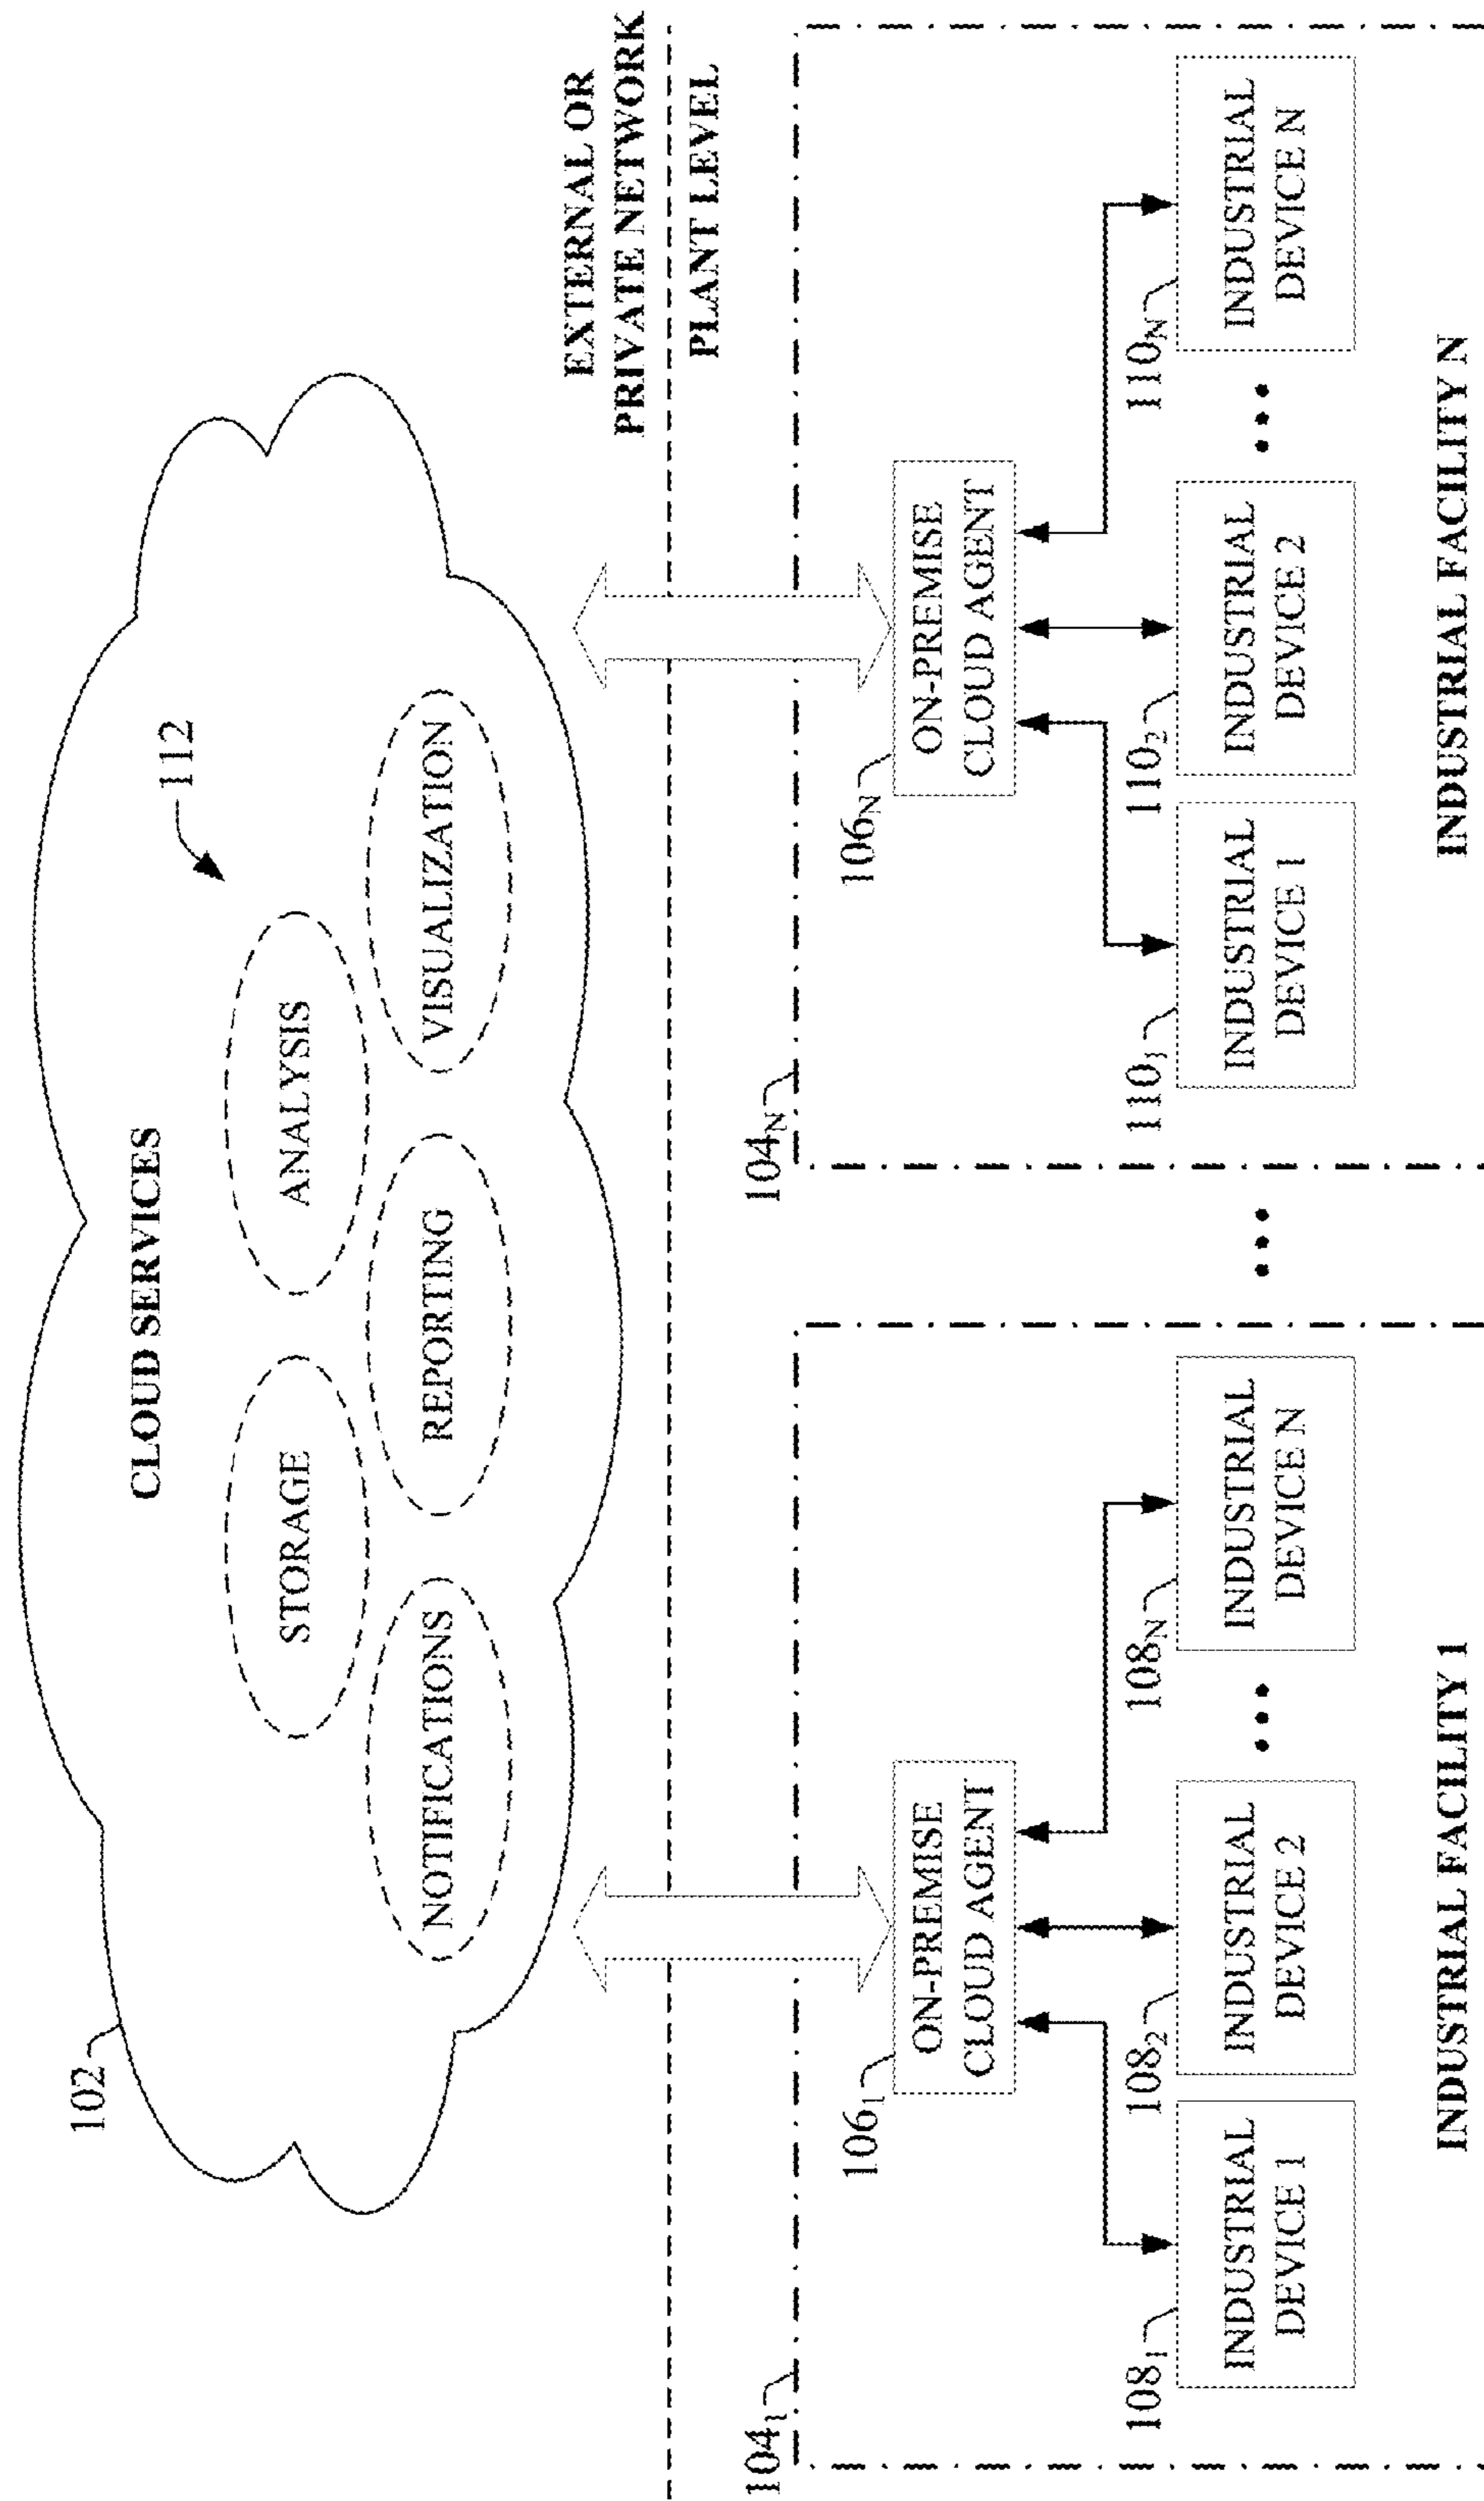 102
CLOUD SERVICES
112
STORAGE
ANALYSIS
NOTIFICATIONS
REPORTING
VISUALIZATION
EXTERNAL OR
PRIVATE NETWORK
PLANT LEVEL
104₁
106₁
ON-PREMISE
CLOUD AGENT
108₁
INDUSTRIAL
DEVICE 1
108₂
INDUSTRIAL
DEVICE 2
•••
108N
INDUSTRIAL
DEVICE N
INDUSTRIAL FACILITY 1
•••
104N
106N
ON-PREMISE
CLOUD AGENT
110₁
INDUSTRIAL
DEVICE 1
110₂
INDUSTRIAL
DEVICE 2
•••
110N
INDUSTRIAL
DEVICE N
INDUSTRIAL FACILITY N